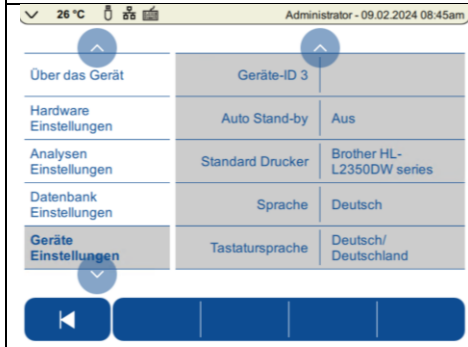 26 °C
Administrator - 09.02.2024 08:45am
Über das Gerät
Geräte-ID 3
Hardware
Einstellungen
Auto Stand-by
Aus
Analysen
Einstellungen
Standard Drucker
Brother HL-
L2350DW series
Datenbank
Einstellungen
Sprache
Deutsch
Geräte
Einstellungen
Tastatursprache
Deutsch/
Deutschland